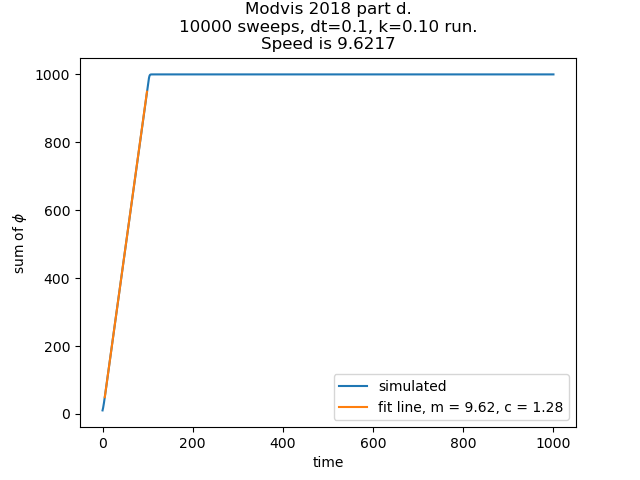 Modvis 2018 part d.
10000 sweeps, dt=0.1, k=0.10 run.
Speed is 9.6217
1000
800
600
400
200
0
sum of ϕ
simulated
fit line, m = 9.62, c = 1.28
0 200 400 600 800 1000
time